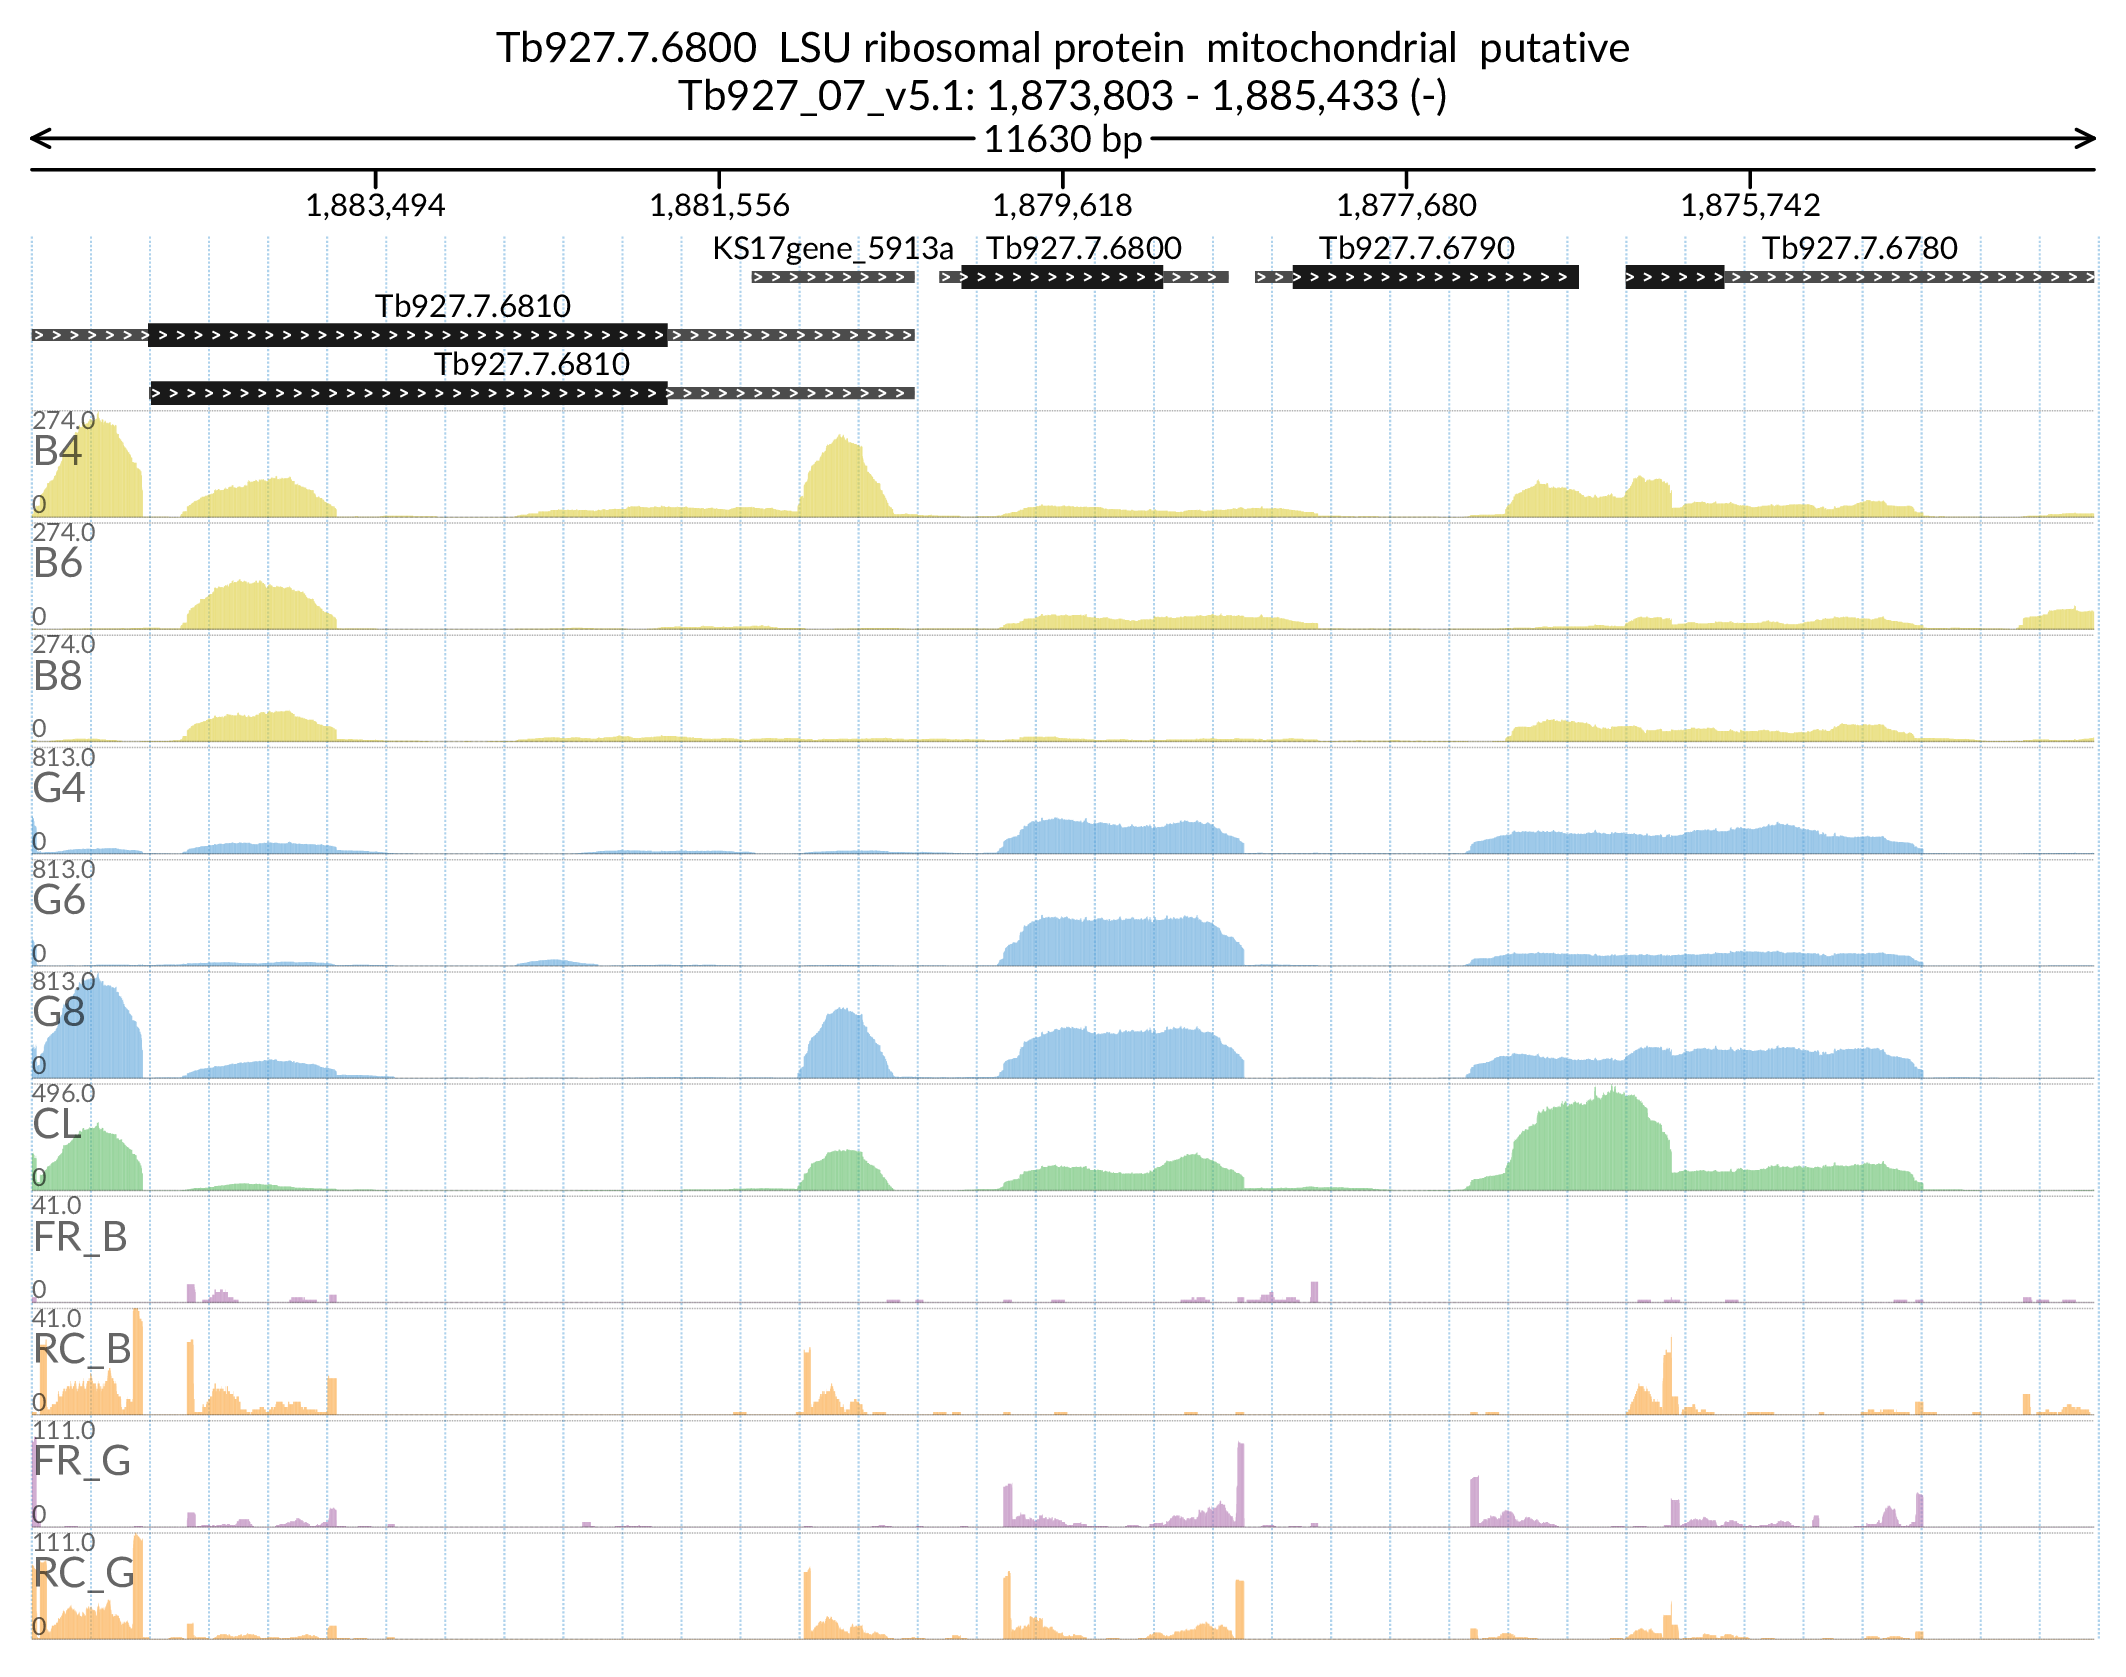 Tb927.7.6800 LSU ribosomal protein mitochondrial putative
Tb927_07_v5.1: 1,873,803 - 1,885,433 (-)
11630 bp
1,883,494 1,881,556 1,879,618 1,877,680 1,875,742
KS17gene_5913a Tb927.7.6800 Tb927.7.6790 Tb927.7.6780
Tb927.7.6810
Tb927.7.6810
274.0
B4
0
274.0
B6
0
274.0
B8
0
813.0
G4
0
813.0
G6
0
813.0
G8
0
496.0
CL
0
41.0
FR_B
0
41.0
RC_B
0
111.0
FR_G
0
111.0
RC_G
0